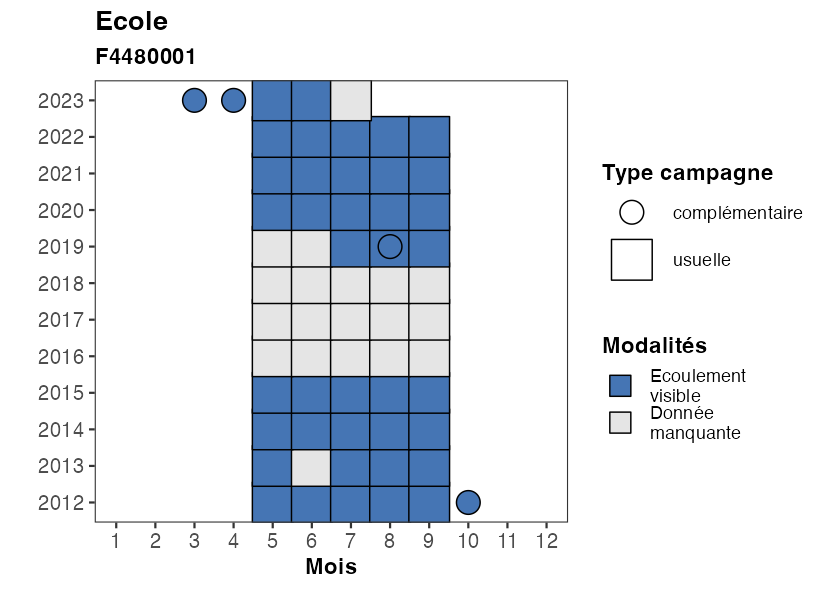 Ecole
F4480001
2023
2022
2021
2020
2019
2018
2017
2016
2015
2014
2013
2012
1 2 3 4 5 6 7 8 9 10 11 12
Mois
Type campagne
complémentaire
usuelle
Modalités
Ecoulement
visible
Donnée
manquante